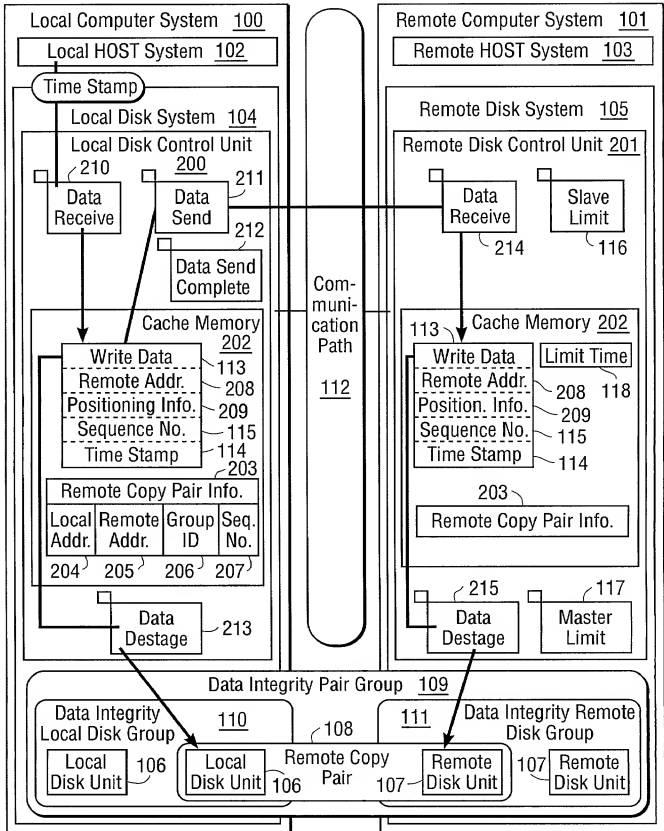 Local Computer System 100
Local HOST System 102
Time Stamp
Local Disk System 104
Local Disk Control Unit
200
210
Data
Receive
211
Data
Send
212
Data Send
Complete
Cache Memory
202
Write Data
113
Remote Addr.
208
Positioning Info.
209
Sequence No.
115
Time Stamp
114
203
Remote Copy Pair Info.
Local
Addr.
Remote
Addr.
Group
ID
Seq.
No.
204
205
206
207
Data
Destage
213
Com-
muni-
cation
Path
112
Remote Computer System 101
Remote HOST System 103
Remote Disk System 105
Remote Disk Control Unit 201
Data
Receive
214
Slave
Limit
116
Cache Memory 202
113
Write Data
Limit Time
118
Remote Addr.
208
Position. Info.
209
Sequence No.
115
Time Stamp
114
203
Remote Copy Pair Info.
215
Data
Destage
117
Master
Limit
Data Integrity Pair Group 109
Data Integrity
Local Disk Group
110
111
Data Integrity Remote
Disk Group
108
Remote Copy
Pair
Local
Disk Unit
106
Local
Disk Unit
106
107
Remote
Disk Unit
107
Remote
Disk Unit